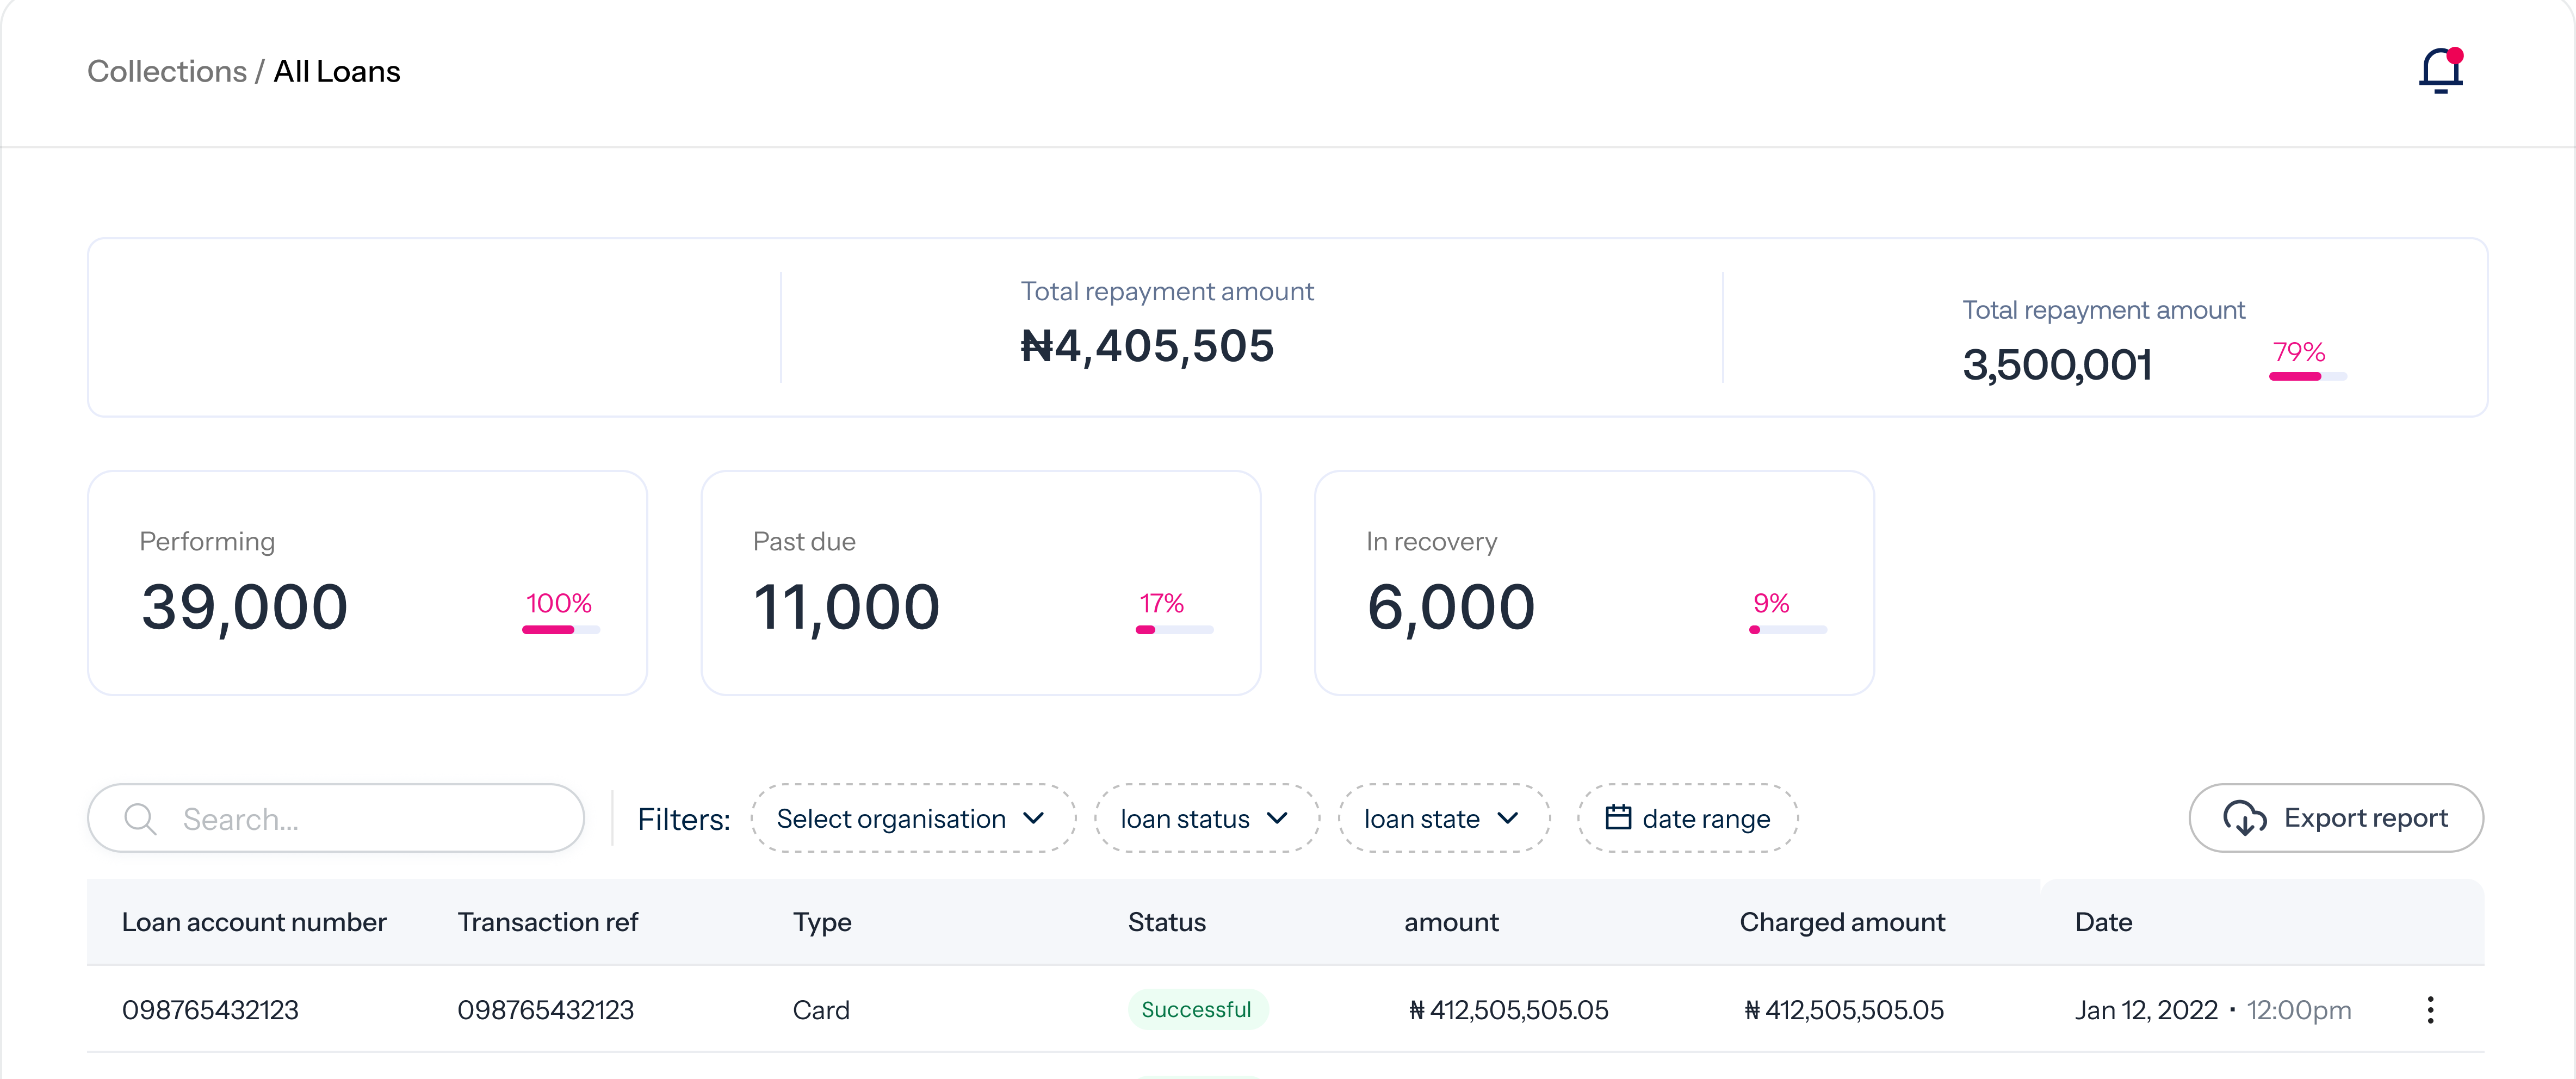 Collections / All Loans
Total repayment amount
₦4,405,505
Total repayment amount
3,500,001
79%
Performing
39,000
100%
Past due
11,000
17%
In recovery
6,000
9%
Search...
Filters:
Select organisation
loan status
loan state
date range
Export report
Loan account number Transaction ref Type Status amount Charged amount Date
098765432123 098765432123 Card Successful ₦ 412,505,505.05 ₦ 412,505,505.05 Jan 12, 2022 · 12:00pm